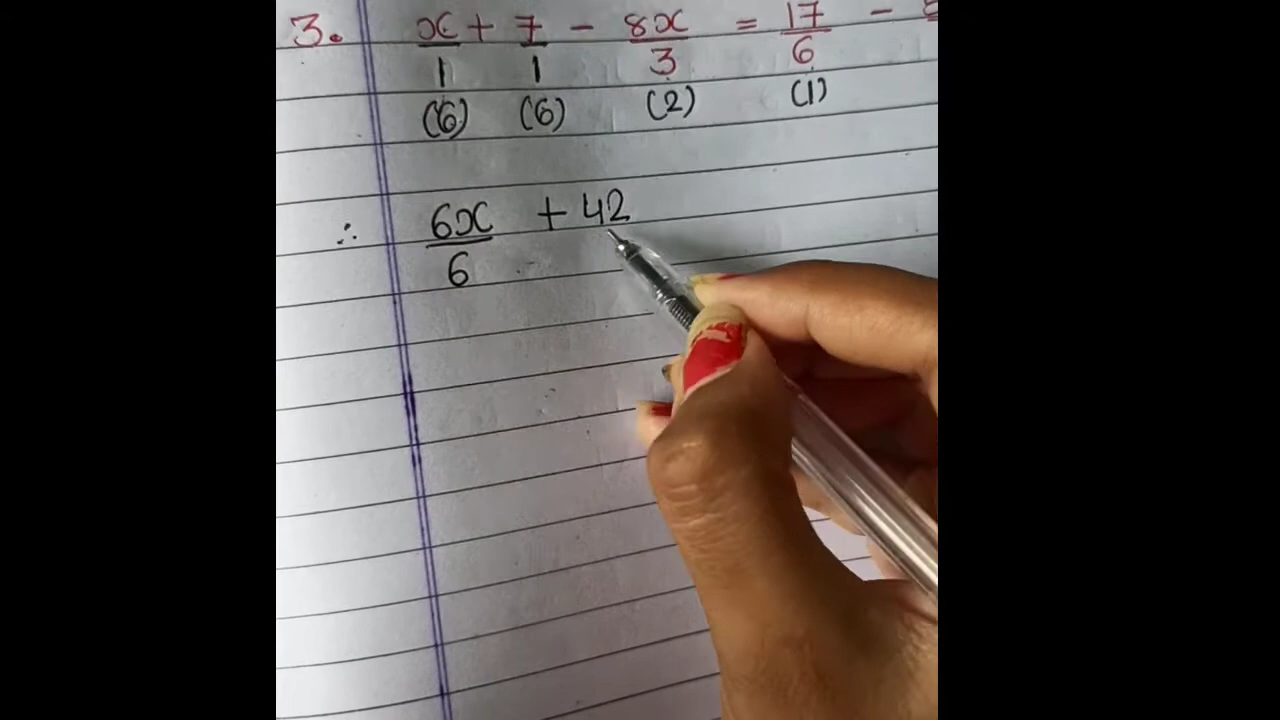 3. x + 7 - 8x = 17 -
1 1 3 6
(6) (6) (2) (1)
∴ 6x + 42
6